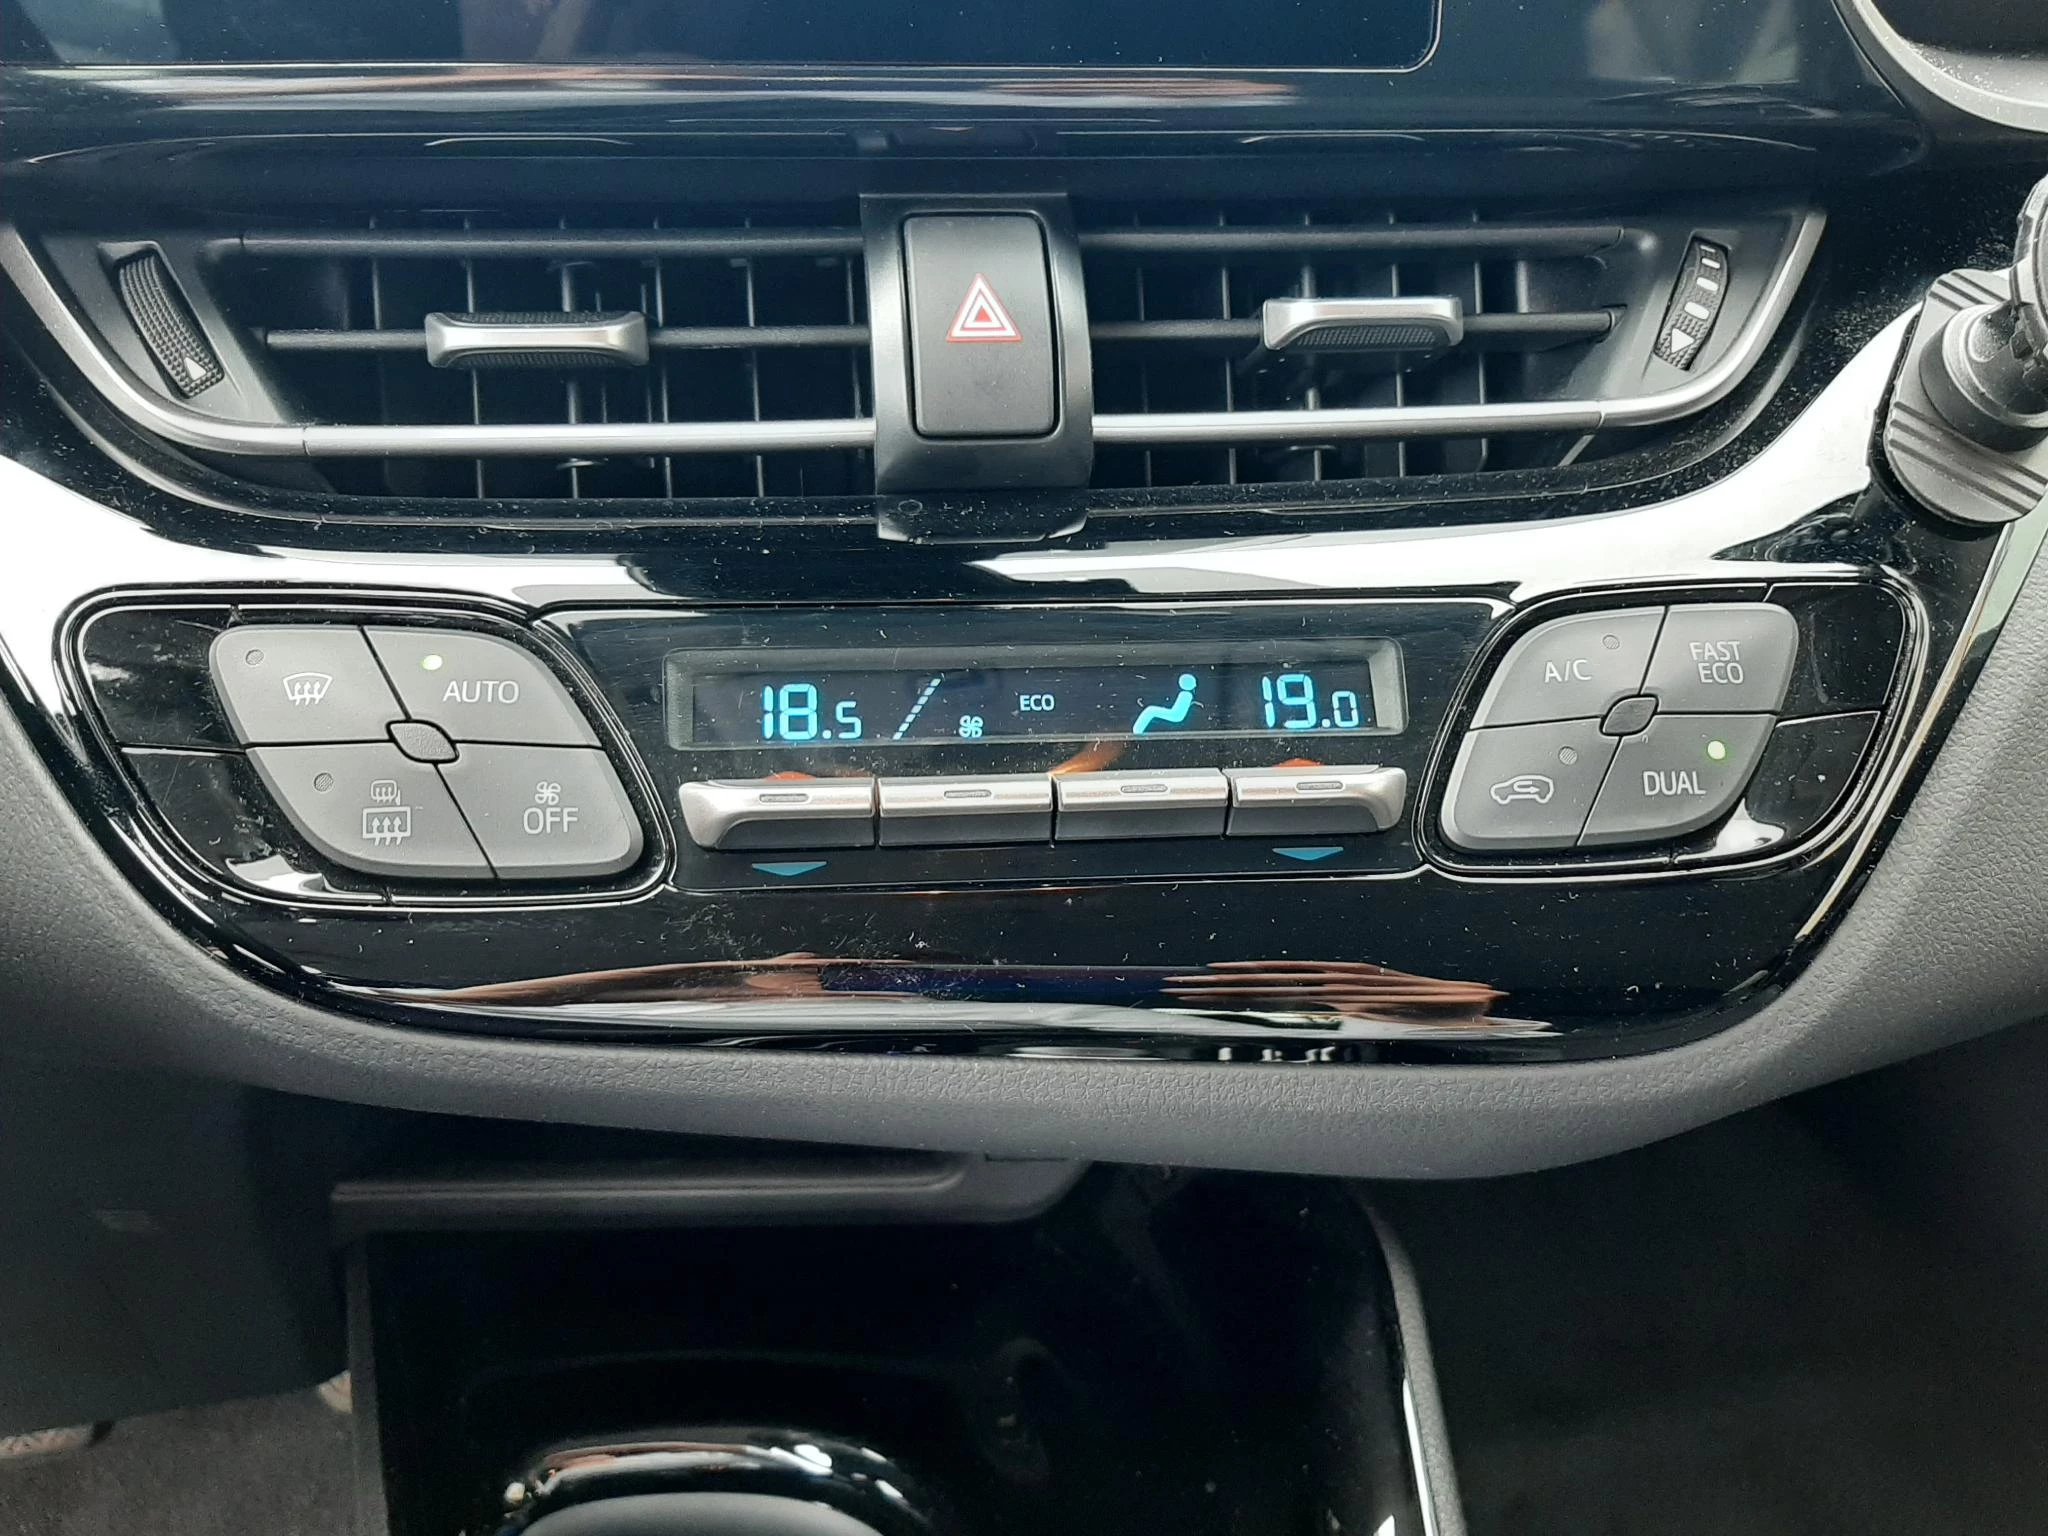 AUTO
OFF
18.5
ECO
19.0
A/C
FAST
ECO
DUAL